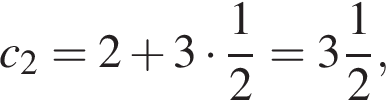 c₂ = 2 + 3 · 1/2 = 3 1/2,